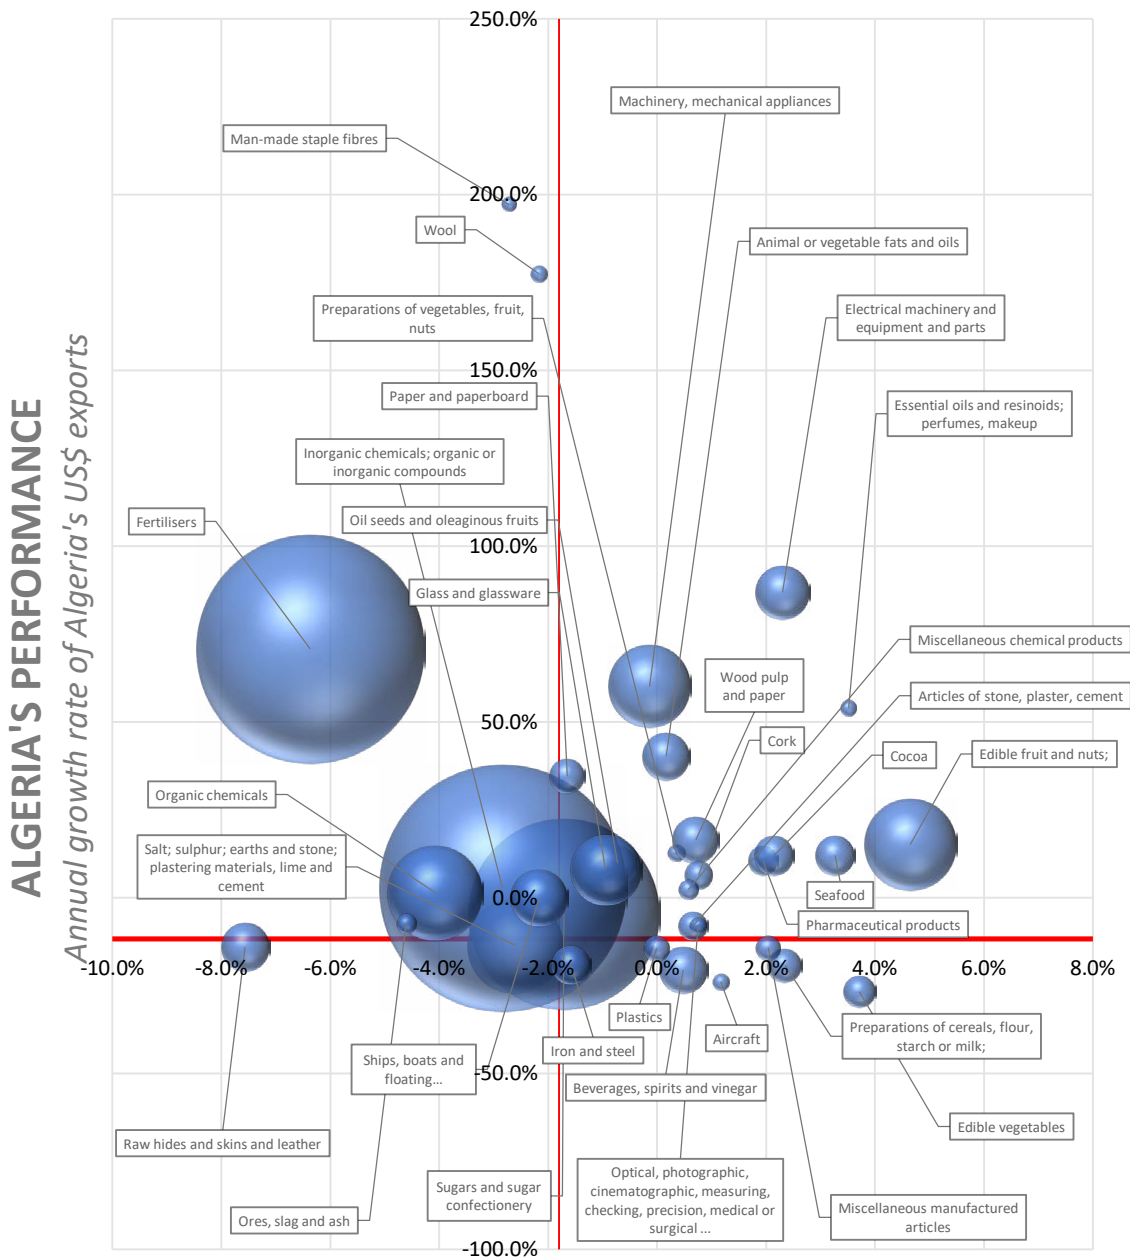 250.0%
Machinery, mechanical appliances
Man-made staple fibres
200.0%
Wool
Animal or vegetable fats and oils
Preparations of vegetables, fruit,
nuts
Electrical machinery and
equipment and parts
150.0%
Paper and paperboard
Essential oils and resinoids;
perfumes, makeup
Inorganic chemicals; organic or
inorganic compounds
Oil seeds and oleaginous fruits
Fertilisers
100.0%
Glass and glassware
Miscellaneous chemical products
Wood pulp
and paper
Articles of stone, plaster, cement
50.0%
Cork
Cocoa
Edible fruit and nuts;
Organic chemicals
Salt; sulphur; earths and stone;
plastering materials, lime and
cement
0.0%
Seafood
Pharmaceutical products
-10.0%
-8.0%
-6.0%
-4.0%
-2.0%
0.0%
2.0%
4.0%
6.0%
8.0%
Plastics
Aircraft
Preparations of cereals, flour,
starch or milk;
Iron and steel
Ships, boats and
floating...
-50.0%
Beverages, spirits and vinegar
Edible vegetables
Raw hides and skins and leather
Sugars and sugar
confectionery
Optical, photographic,
cinematographic, measuring,
checking, precision, medical or
surgical ...
Miscellaneous manufactured
articles
Ores, slag and ash
-100.0%
ALGERIA'S PERFORMANCE
Annual growth rate of Algeria's US$ exports